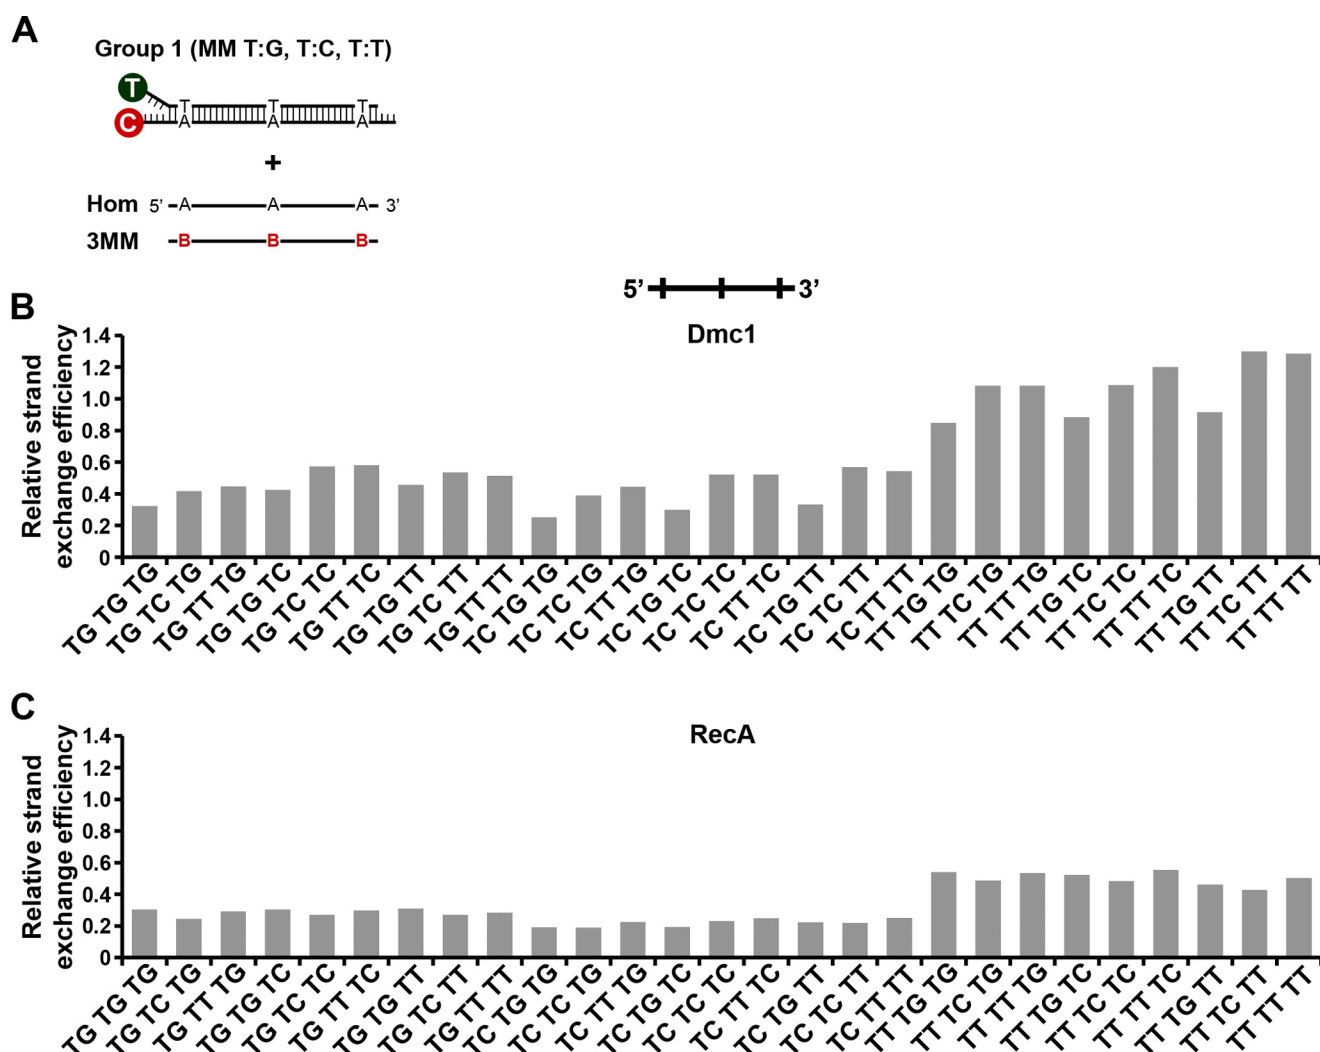 A
Group 1 (MM T:G, T:C, T:T)
T
T T T
C
A A A
+
Hom 5’ A A A 3’
3MM B B B
5’ 3’
B
Dmc1
Relative strand
exchange efficiency
1.4
1.2
1.0
0.8
0.6
0.4
0.2
0
TG TG TG
TG TC TG
TG TT TG
TG TG TC
TG TC TC
TG TT TC
TG TG TT
TG TC TT
TG TT TT
TC TG TG
TC TC TG
TC TT TG
TC TG TC
TC TC TC
TC TT TC
TC TG TT
TC TC TT
TC TT TT
TT TG TG
TT TC TG
TT TT TG
TT TG TC
TT TC TC
TT TT TC
TT TG TT
TT TC TT
TT TT TT
C
RecA
Relative strand
exchange efficiency
1.4
1.2
1.0
0.8
0.6
0.4
0.2
0
TG TG TG
TG TC TG
TG TT TG
TG TG TC
TG TC TC
TG TT TC
TG TG TT
TG TC TT
TG TT TT
TC TG TG
TC TC TG
TC TT TG
TC TG TC
TC TC TC
TC TT TC
TC TG TT
TC TC TT
TC TT TT
TT TG TG
TT TC TG
TT TT TG
TT TG TC
TT TC TC
TT TT TC
TT TG TT
TT TC TT
TT TT TT